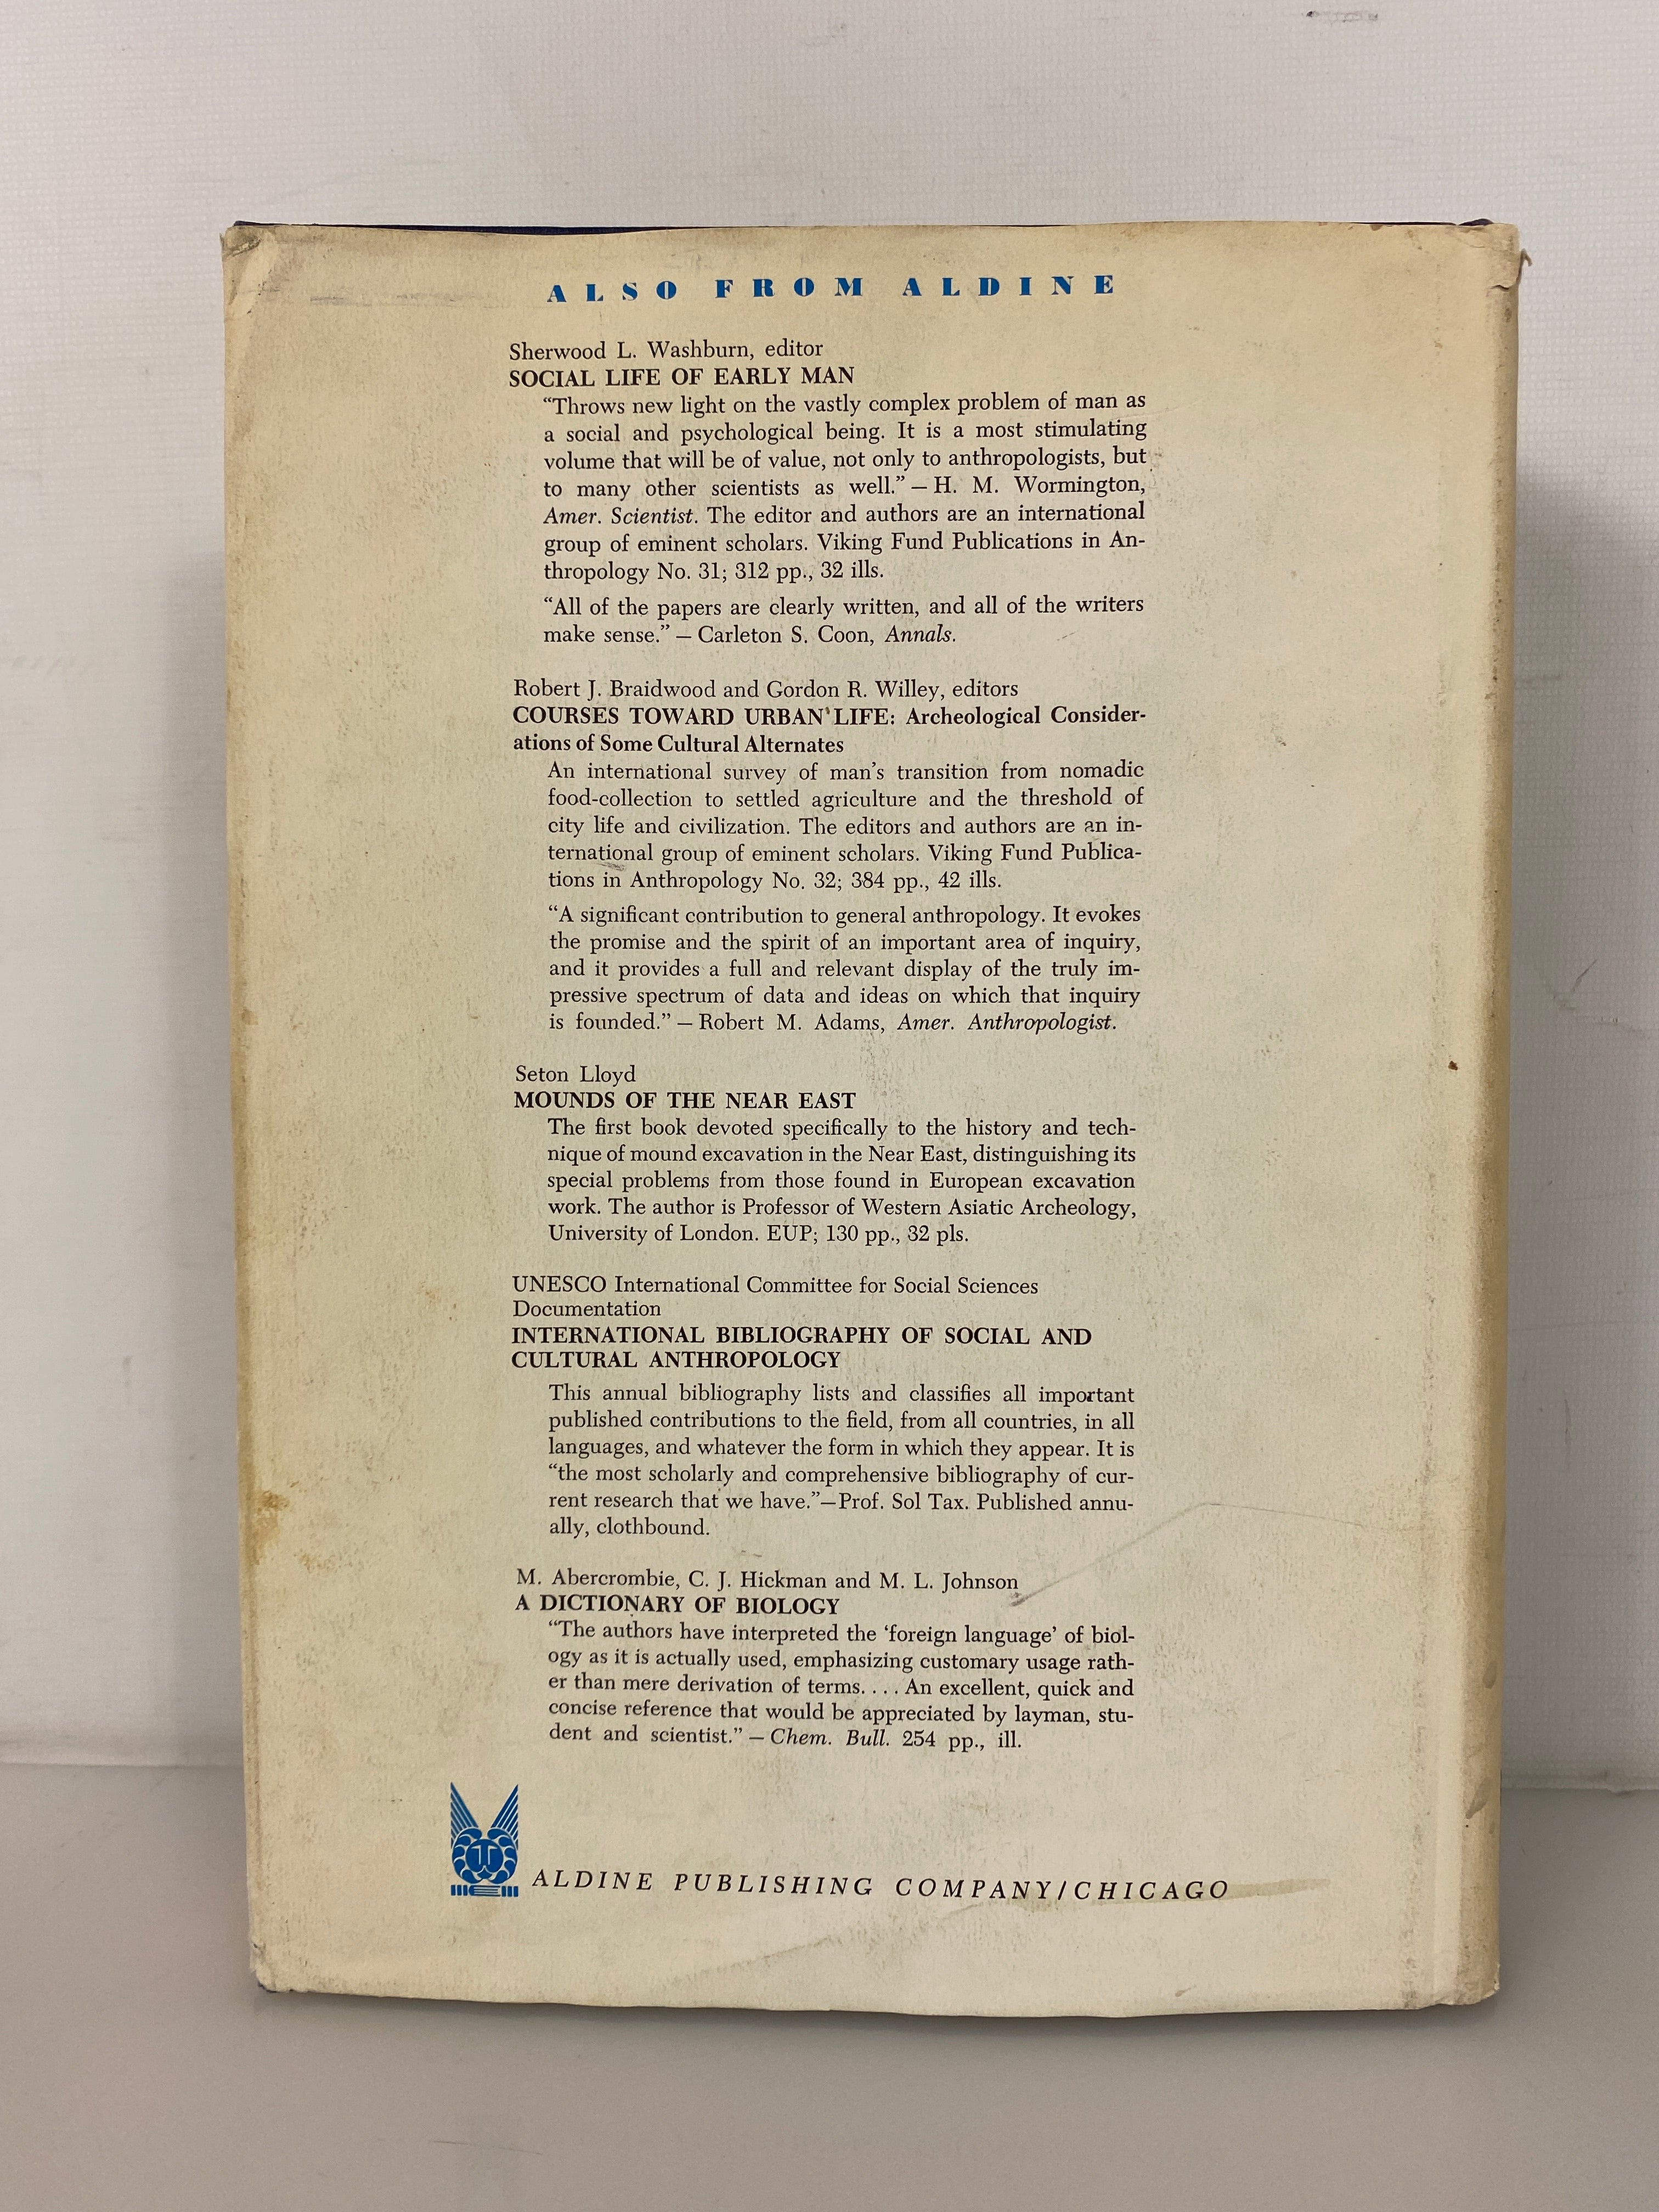 ALSO FROM ALDINE
Sherwood L. Washburn, editor
SOCIAL LIFE OF EARLY MAN
“Throws new light on the vastly complex problem of man as
a social and psychological being. It is a most stimulating
volume that will be of value, not only to anthropologists, but
to many other scientists as well.” — H. M. Wormington,
Amer. Scientist. The editor and authors are an international
group of eminent scholars. Viking Fund Publications in An-
thropology No. 31; 312 pp., 32 ills.
“All of the papers are clearly written, and all of the writers
make sense.” — Carleton S. Coon, Annals.
Robert J. Braidwood and Gordon R. Willey, editors
COURSES TOWARD URBAN LIFE: Archeological Consider-
ations of Some Cultural Alternates
An international survey of man’s transition from nomadic
food-collection to settled agriculture and the threshold of
city life and civilization. The editors and authors are an in-
ternational group of eminent scholars. Viking Fund Publica-
tions in Anthropology No. 32; 384 pp., 42 ills.
“A significant contribution to general anthropology. It evokes
the promise and the spirit of an important area of inquiry,
and it provides a full and relevant display of the truly im-
pressive spectrum of data and ideas on which that inquiry
is founded.” — Robert M. Adams, Amer. Anthropologist.
Seton Lloyd
MOUNDS OF THE NEAR EAST
The first book devoted specifically to the history and tech-
nique of mound excavation in the Near East, distinguishing its
special problems from those found in European excavation
work. The author is Professor of Western Asiatic Archeology,
University of London. EUP; 130 pp., 32 pls.
UNESCO International Committee for Social Sciences
Documentation
INTERNATIONAL BIBLIOGRAPHY OF SOCIAL AND
CULTURAL ANTHROPOLOGY
This annual bibliography lists and classifies all important
published contributions to the field, from all countries, in all
languages, and whatever the form in which they appear. It is
“the most scholarly and comprehensive bibliography of cur-
rent research that we have.”—Prof. Sol Tax. Published annu-
ally, clothbound.
M. Abercrombie, C. J. Hickman and M. L. Johnson
A DICTIONARY OF BIOLOGY
“The authors have interpreted the ‘foreign language’ of biol-
ogy as it is actually used, emphasizing customary usage rath-
er than mere derivation of terms. . . . An excellent, quick and
concise reference that would be appreciated by layman, stu-
dent and scientist.” — Chem. Bull. 254 pp., ill.
ALDINE PUBLISHING COMPANY/CHICAGO